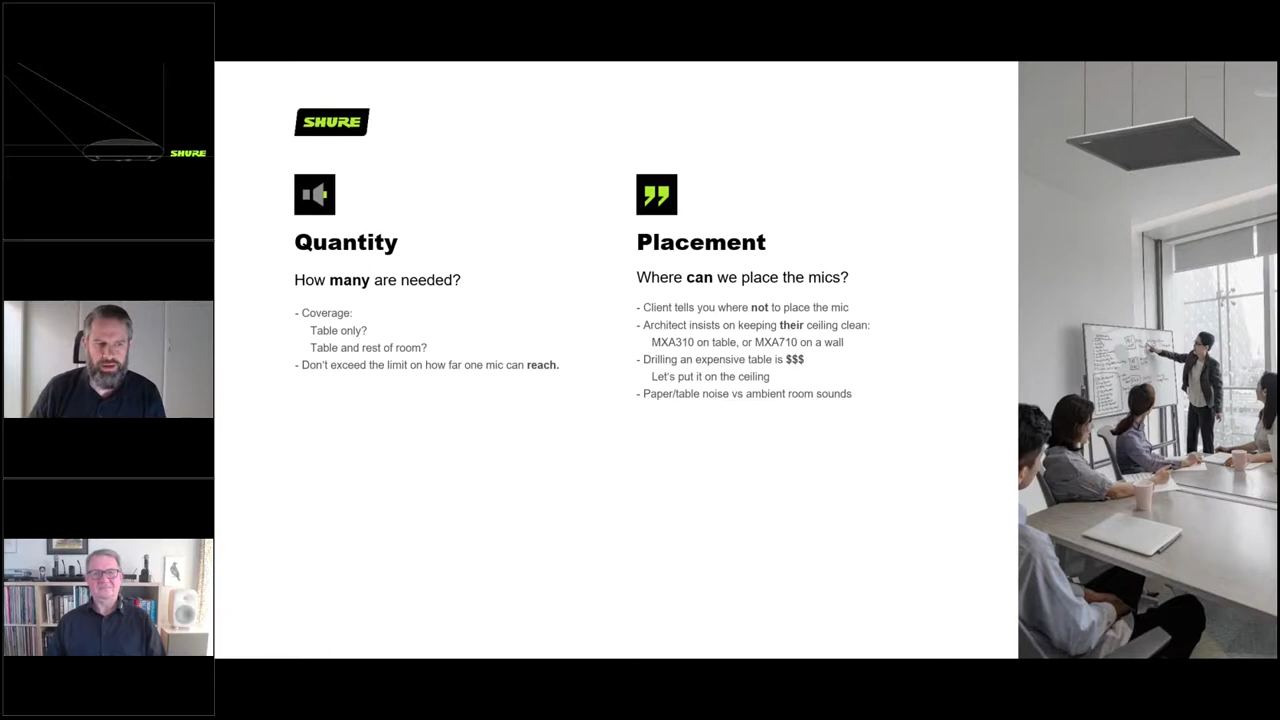 SHURE
SHURE
Quantity
How many are needed?
- Coverage:
Table only?
Table and rest of room?
- Don't exceed the limit on how far one mic can reach.
Placement
Where can we place the mics?
- Client tells you where not to place the mic
- Architect insists on keeping their ceiling clean:
MXA310 on table, or MXA710 on a wall
- Drilling an expensive table is $$$
Let's put it on the ceiling
- Paper/table noise vs ambient room sounds